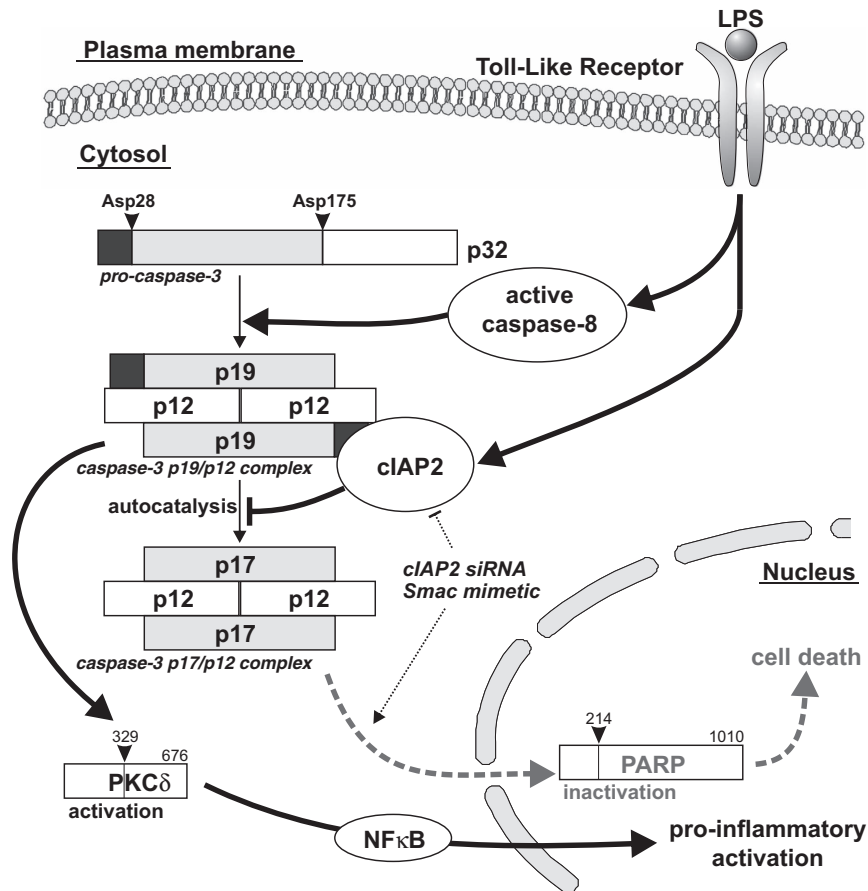 LPS
Plasma membrane
Toll-Like Receptor
Cytosol
Asp28
Asp175
p32
pro-caspase-3
active
caspase-8
p19
p12
p12
p19
cIAP2
caspase-3 p19/p12 complex
autocatalysis
p17
p12
p12
p17
caspase-3 p17/p12 complex
cIAP2 siRNA
Smac mimetic
Nucleus
cell death
329
676
PKCδ
activation
214
1010
PARP
inactivation
NFκB
pro-inflammatory
activation